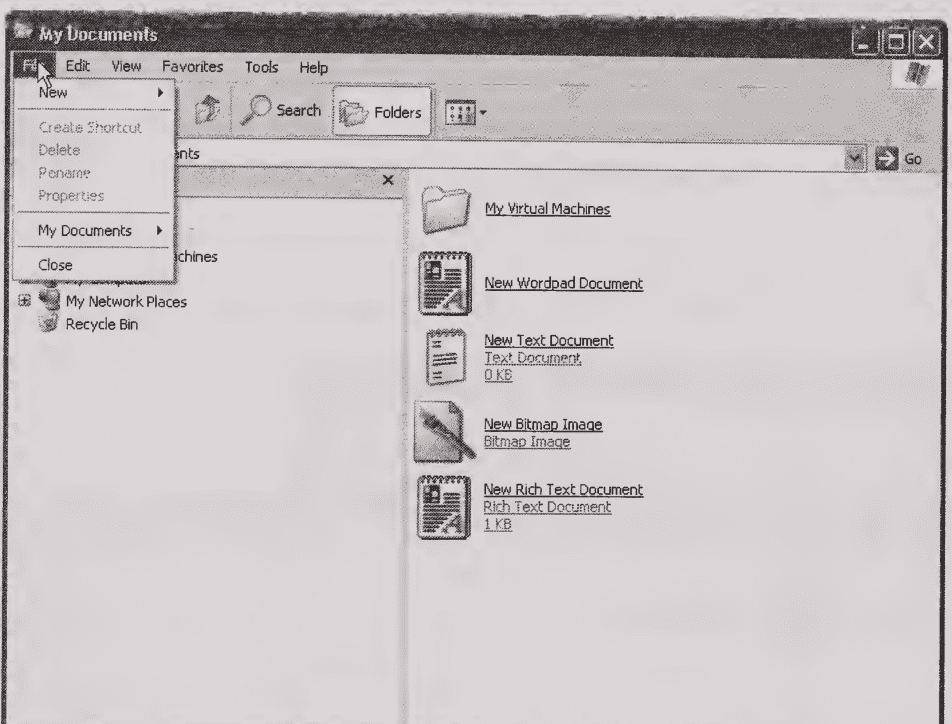 My Documents
File Edit View Favorites Tools Help
New
Search Folders
Create Shortcut
Delete
ents
Go
Rename
Properties
My Documents
chines
Close
My Network Places
Recycle Bin
My Virtual Machines
New Wordpad Document
New Text Document
Text Document
0 KB
New Bitmap Image
Bitmap Image
New Rich Text Document
Rich Text Document
1 KB